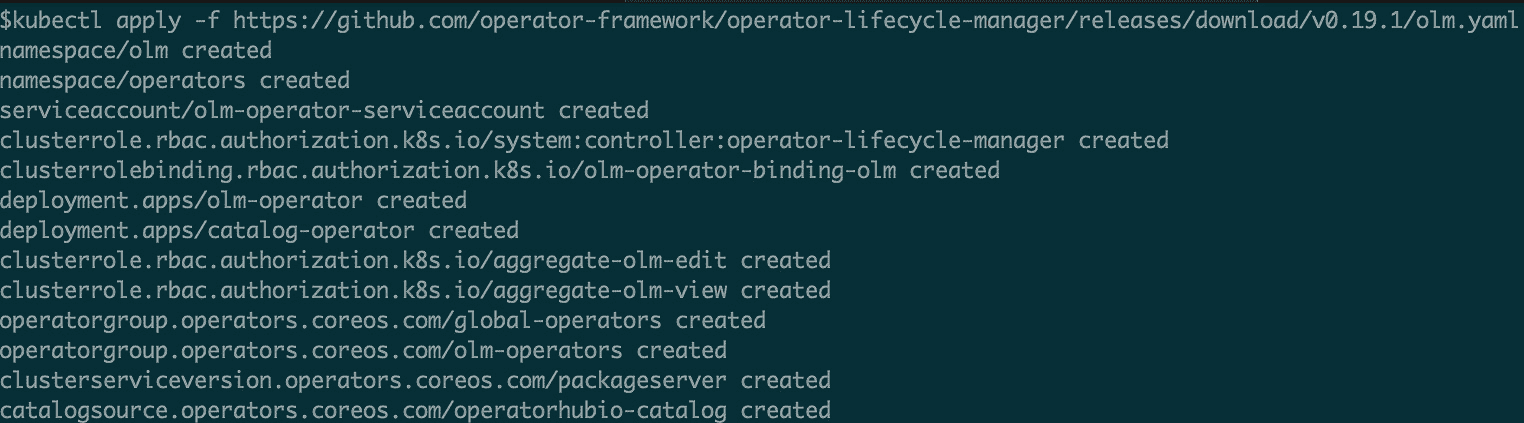 $kubectl apply -f https://github.com/operator-framework/operator-lifecycle-manager/releases/download/v0.19.1/olm.yaml
namespace/olm created
namespace/operators created
serviceaccount/olm-operator-serviceaccount created
clusterrole.rbac.authorization.k8s.io/system:controller:operator-lifecycle-manager created
clusterrolebinding.rbac.authorization.k8s.io/olm-operator-binding-olm created
deployment.apps/olm-operator created
deployment.apps/catalog-operator created
clusterrole.rbac.authorization.k8s.io/aggregate-olm-edit created
clusterrole.rbac.authorization.k8s.io/aggregate-olm-view created
operatorgroup.operators.coreos.com/global-operators created
operatorgroup.operators.coreos.com/olm-operators created
clusterserviceversion.operators.coreos.com/packageserver created
catalogsource.operators.coreos.com/operatorhubio-catalog created